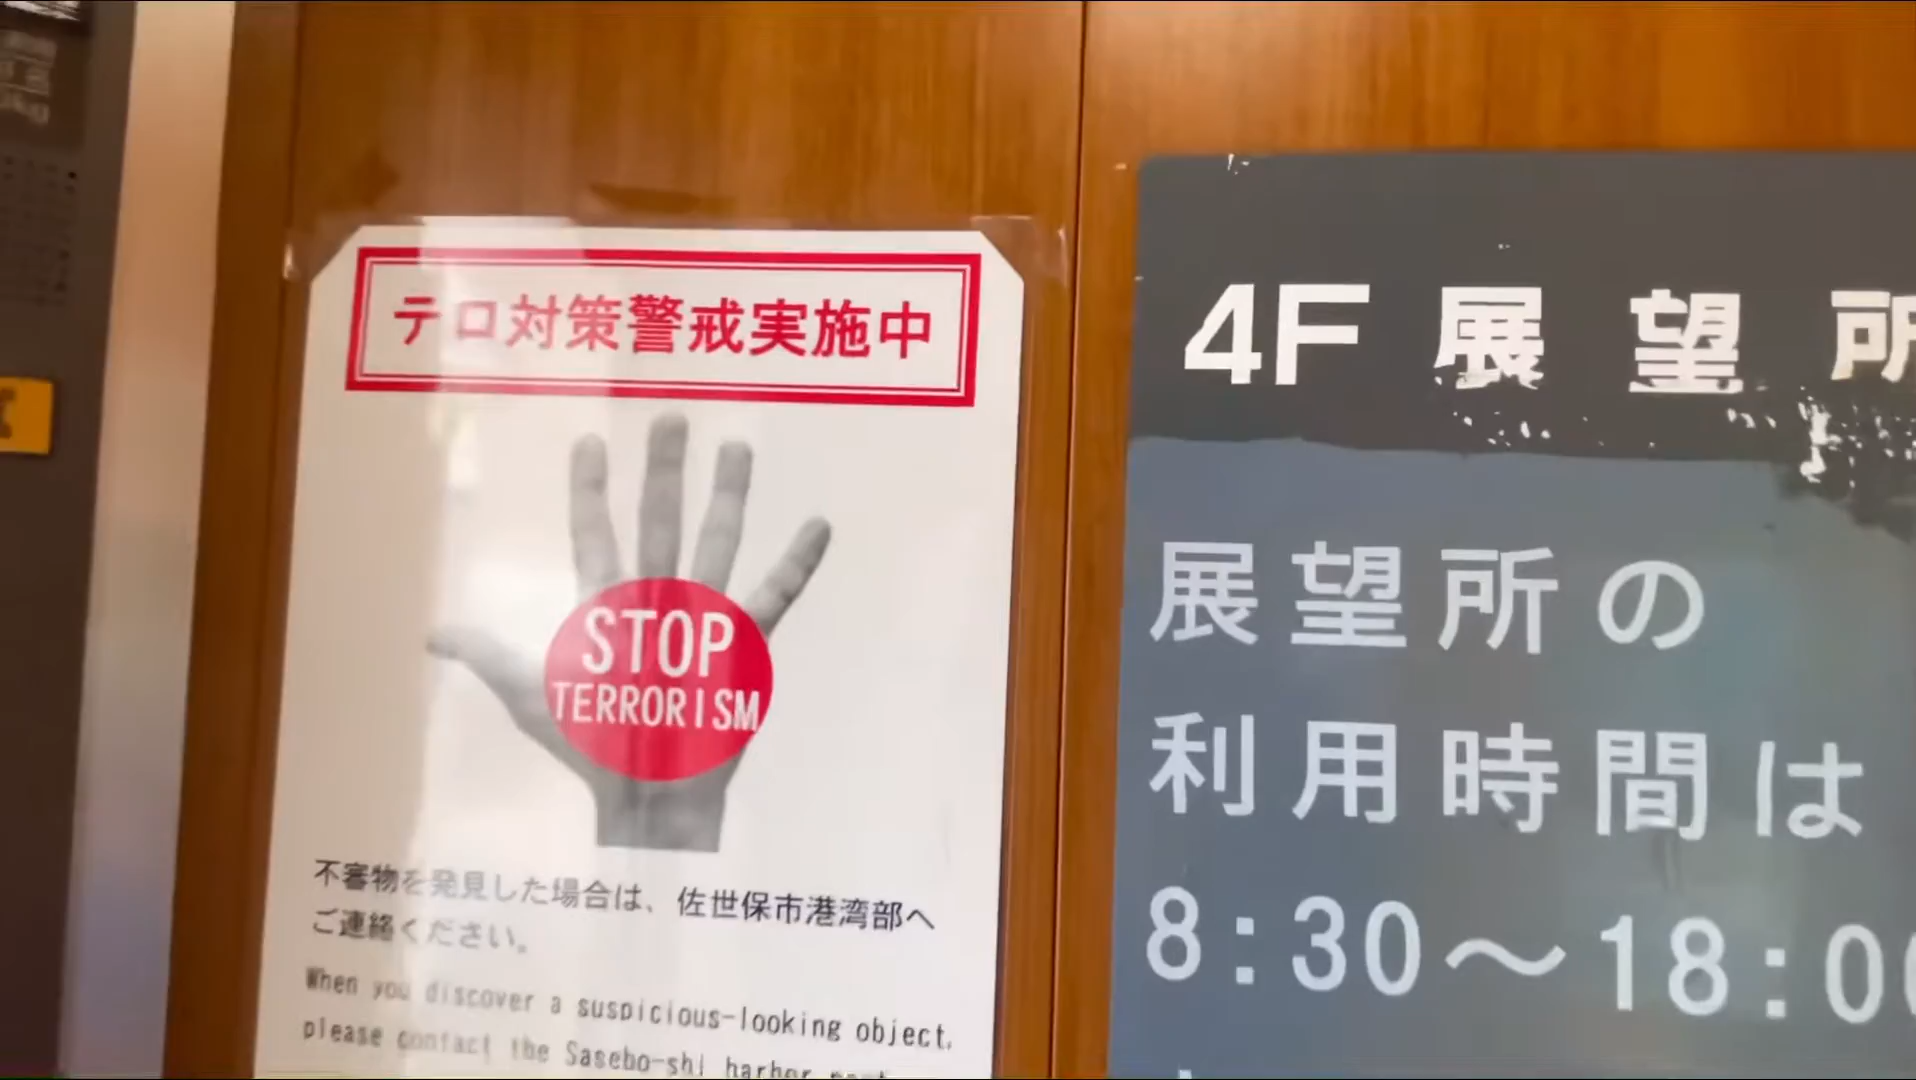 テロ対策警戒実施中
STOP
TERRORISM
不審物を発見した場合は、佐世保市港湾部へ
ご連絡ください。
When you discover a suspicious-looking object,
please contact the Sasebo-shi harbor
4F 展望所
展望所の
利用時間は
8:30～18:00